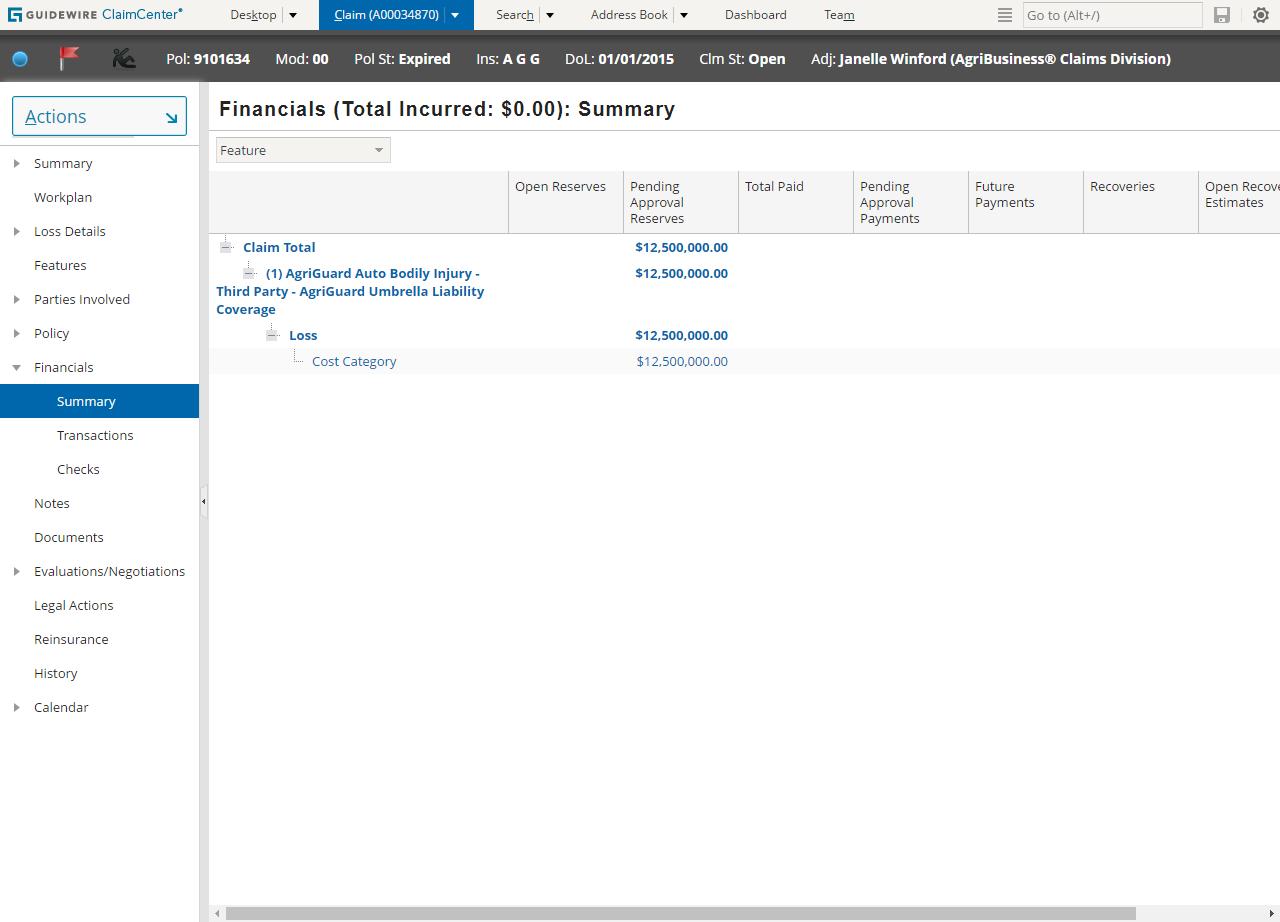 GUIDEWIRE ClaimCenter® Desktop Claim (A00034870) Search Address Book Dashboard Team Go to (Alt+/)
Pol: 9101634 Mod: 00 Pol St: Expired Ins: A G G DoL: 01/01/2015 Clm St: Open Adj: Janelle Winford (AgriBusiness® Claims Division)
Actions
Summary
Workplan
Loss Details
Features
Parties Involved
Policy
Financials
Summary
Transactions
Checks
Notes
Documents
Evaluations/Negotiations
Legal Actions
Reinsurance
History
Calendar
Financials (Total Incurred: $0.00): Summary
Feature
Open Reserves
Pending
Approval
Reserves
Total Paid
Pending
Approval
Payments
Future
Payments
Recoveries
Open Recove
Estimates
Claim Total $12,500,000.00
(1) AgriGuard Auto Bodily Injury - $12,500,000.00
Third Party - AgriGuard Umbrella Liability
Coverage
Loss $12,500,000.00
Cost Category $12,500,000.00